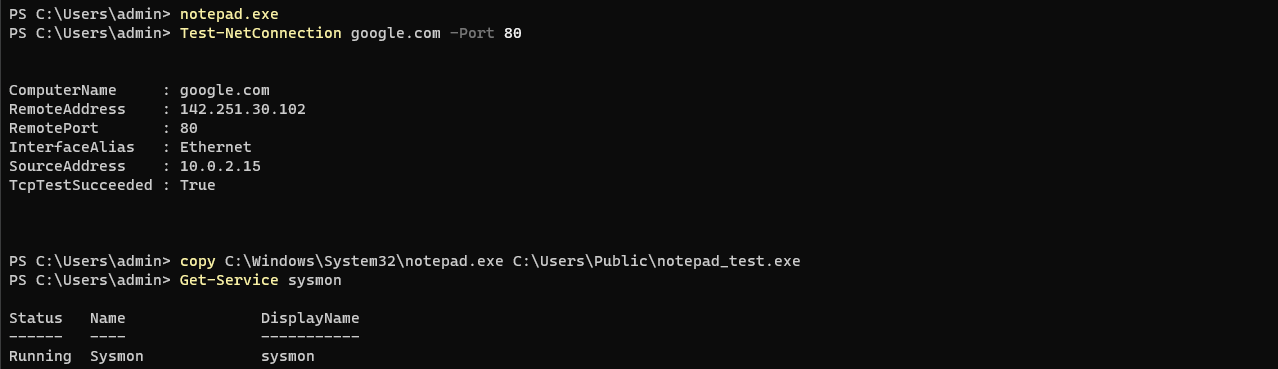 PS C:\Users\admin> notepad.exe
PS C:\Users\admin> Test-NetConnection google.com -Port 80
ComputerName     : google.com
RemoteAddress    : 142.251.30.102
RemotePort       : 80
InterfaceAlias   : Ethernet
SourceAddress    : 10.0.2.15
TcpTestSucceeded : True
PS C:\Users\admin> copy C:\Windows\System32\notepad.exe C:\Users\Public\notepad_test.exe
PS C:\Users\admin> Get-Service sysmon
Status   Name               DisplayName
------   ----               -----------
Running  Sysmon             sysmon